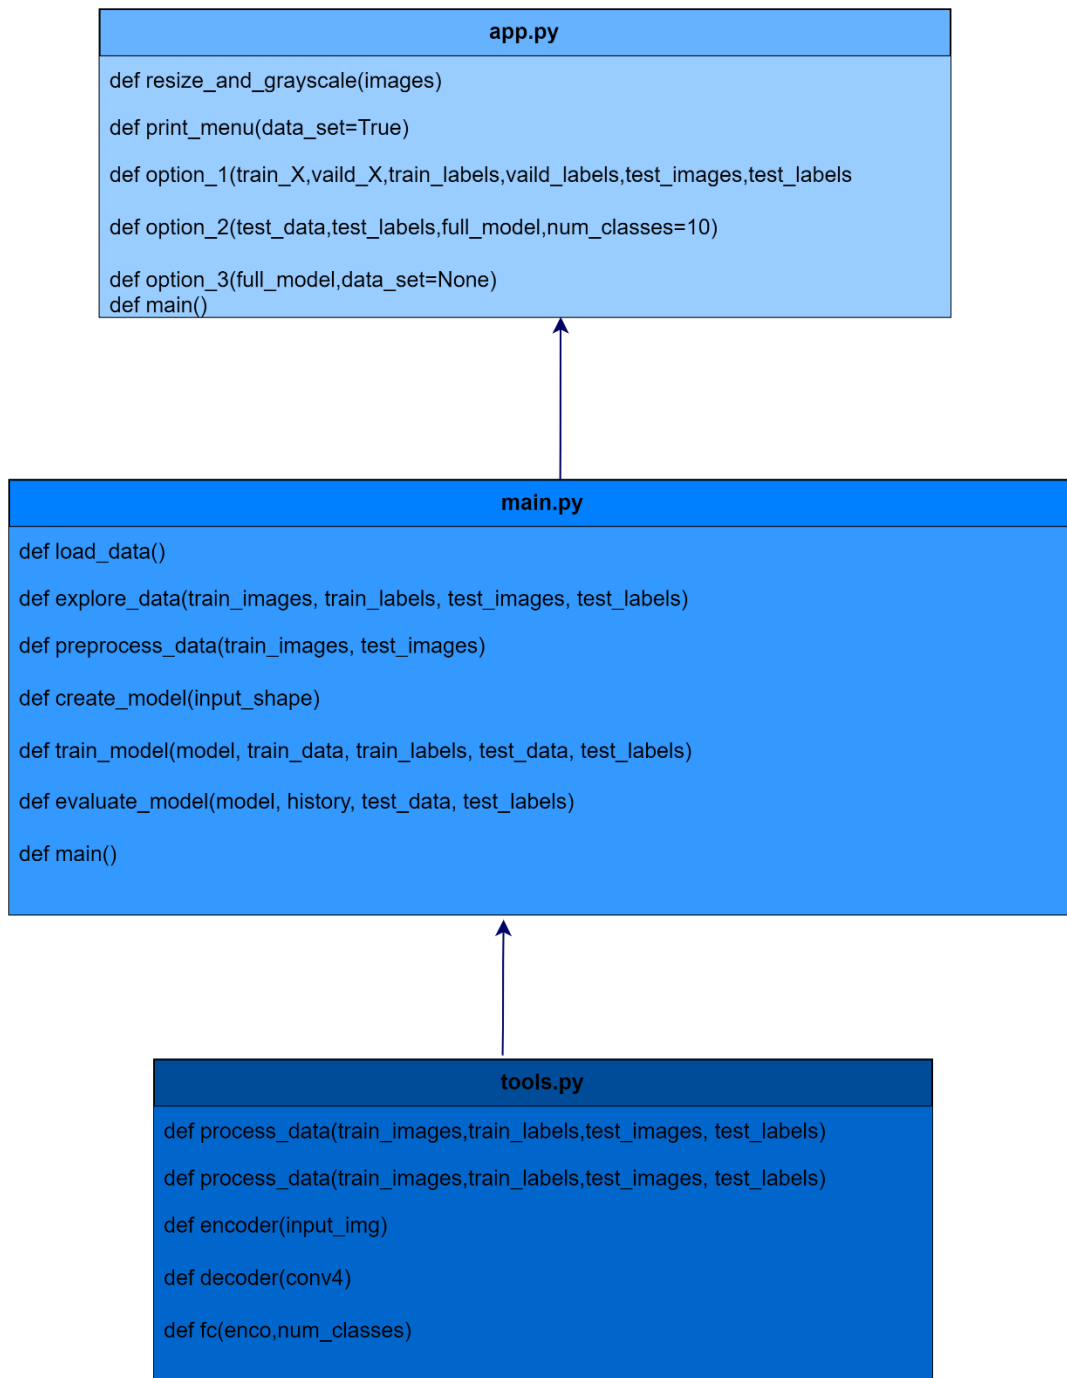 app.py
def resize_and_grayscale(images)
def print_menu(data_set=True)
def option_1(train_X,vaild_X,train_labels,vaild_labels,test_images,test_labels
def option_2(test_data,test_labels,full_model,num_classes=10)
def option_3(full_model,data_set=None)
def main()
main.py
def load_data()
def explore_data(train_images, train_labels, test_images, test_labels)
def preprocess_data(train_images, test_images)
def create_model(input_shape)
def train_model(model, train_data, train_labels, test_data, test_labels)
def evaluate_model(model, history, test_data, test_labels)
def main()
tools.py
def process_data(train_images,train_labels,test_images, test_labels)
def process_data(train_images,train_labels,test_images, test_labels)
def encoder(input_img)
def decoder(conv4)
def fc(enco,num_classes)